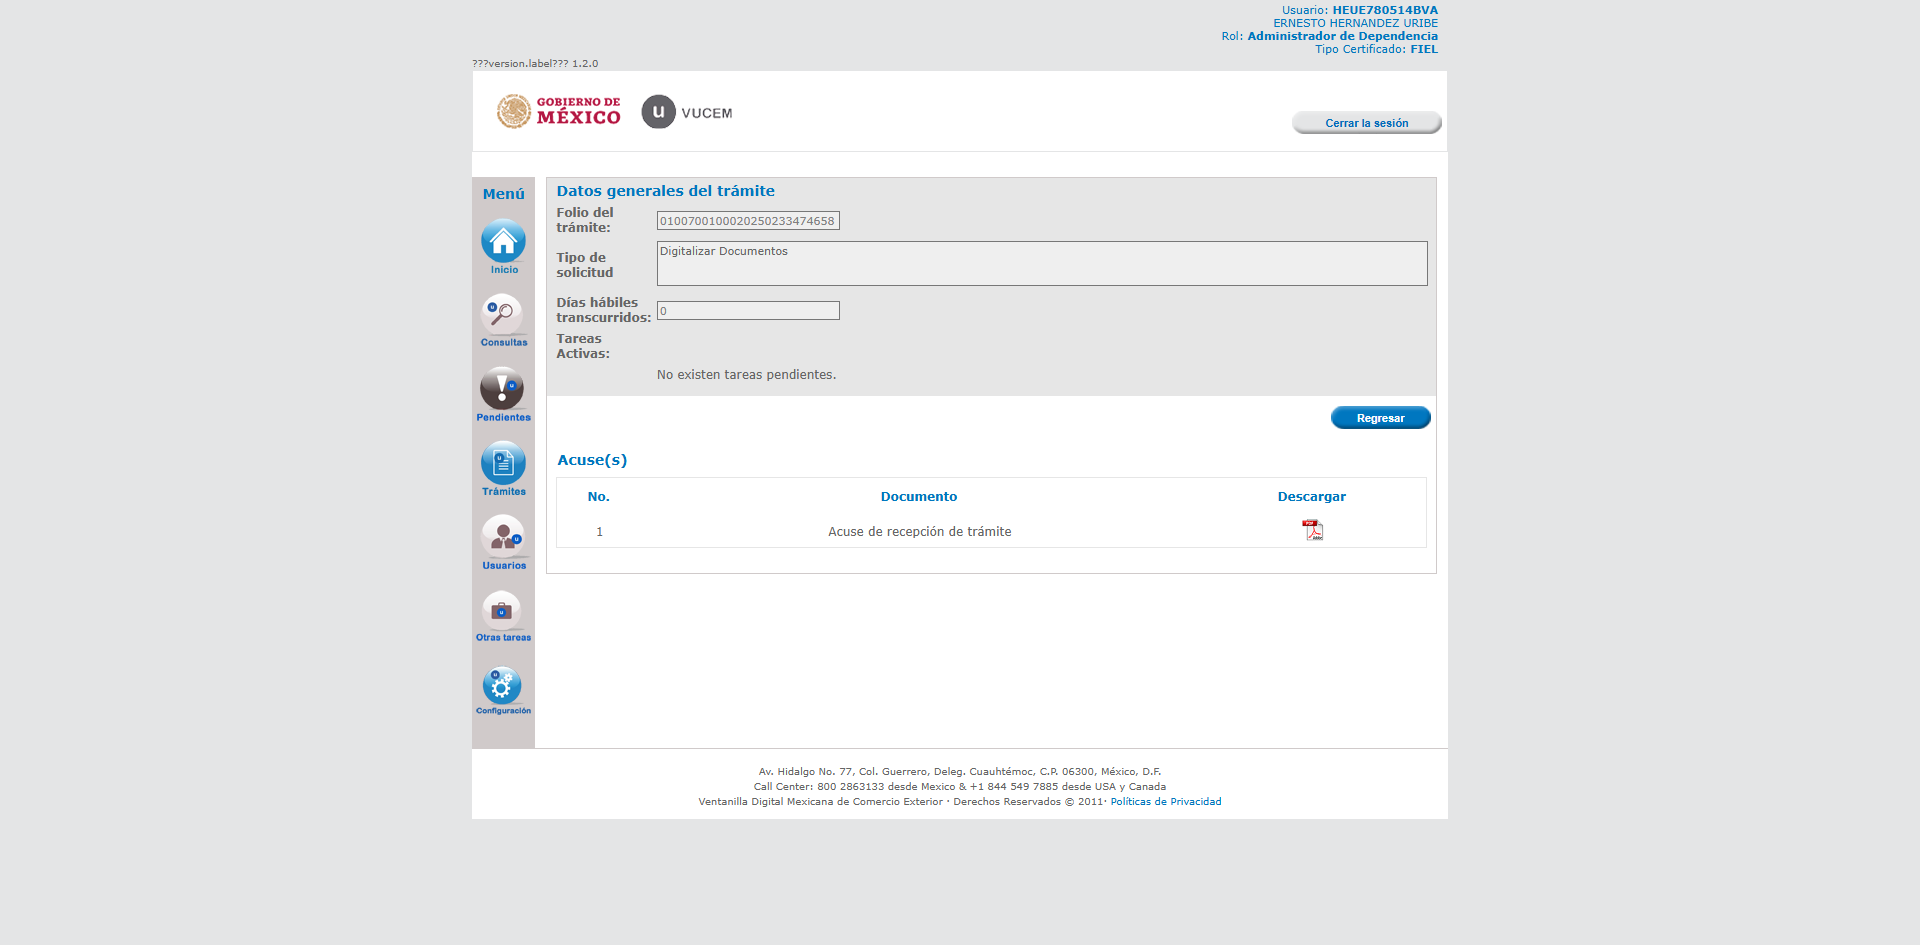 Usuario: HEUE780514BVA
ERNESTO HERNANDEZ URIBE
Rol: Administrador de Dependencia
Tipo Certificado: FIEL
???version.label??? 1.2.0
GOBIERNO DE
MÉXICO
u VUCEM
Cerrar la sesión
Menú
Inicio
Consultas
Pendientes
Trámites
Usuarios
Otras tareas
Configuración
Datos generales del trámite
Folio del
trámite:
0100700100020250233474658
Tipo de
solicitud
Digitalizar Documentos
Días hábiles
transcurridos:
0
Tareas
Activas:
No existen tareas pendientes.
Regresar
Acuse(s)
No. Documento Descargar
1 Acuse de recepción de trámite
Av. Hidalgo No. 77, Col. Guerrero, Deleg. Cuauhtémoc, C.P. 06300, México, D.F.
Call Center: 800 2863133 desde Mexico & +1 844 549 7885 desde USA y Canada
Ventanilla Digital Mexicana de Comercio Exterior · Derechos Reservados © 2011· Políticas de Privacidad